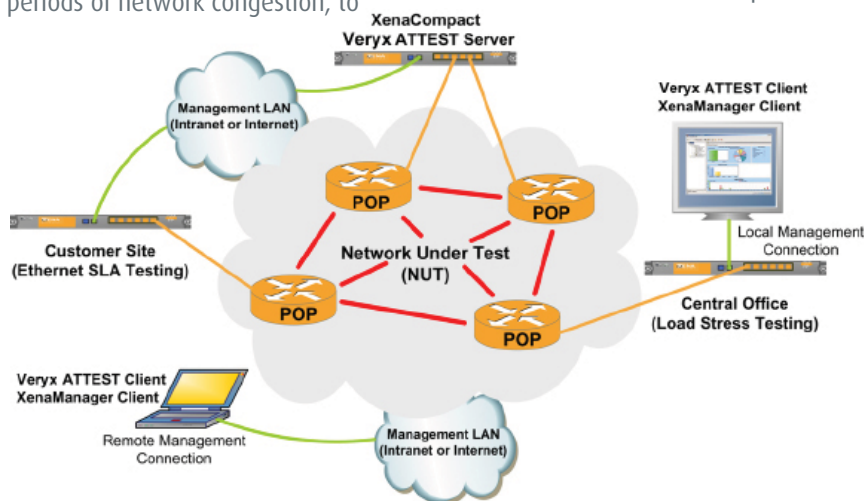 periods of network congestion, to
XenaCompact
Veryx ATTEST Server
Management LAN
(Intranet or Internet)
Veryx ATTEST Client
XenaManager Client
POP
POP
Local Management
Connection
Customer Site
(Ethernet SLA Testing)
Network Under Test
(NUT)
Central Office
(Load Stress Testing)
POP
POP
Veryx ATTEST Client
XenaManager Client
Remote Management
Connection
Management LAN
(Intranet or Internet)